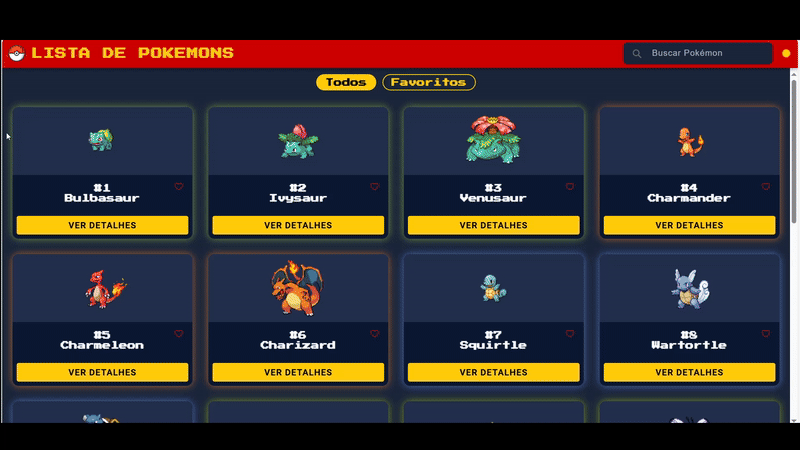 LISTA DE POKEMONS
Buscar Pokémon
Todos
Favoritos
#1
Bulbasaur
VER DETALHES
#2
Ivysaur
VER DETALHES
#3
Venusaur
VER DETALHES
#4
Charmander
VER DETALHES
#5
Charmeleon
VER DETALHES
#6
Charizard
VER DETALHES
#7
Squirtle
VER DETALHES
#8
Wartortle
VER DETALHES